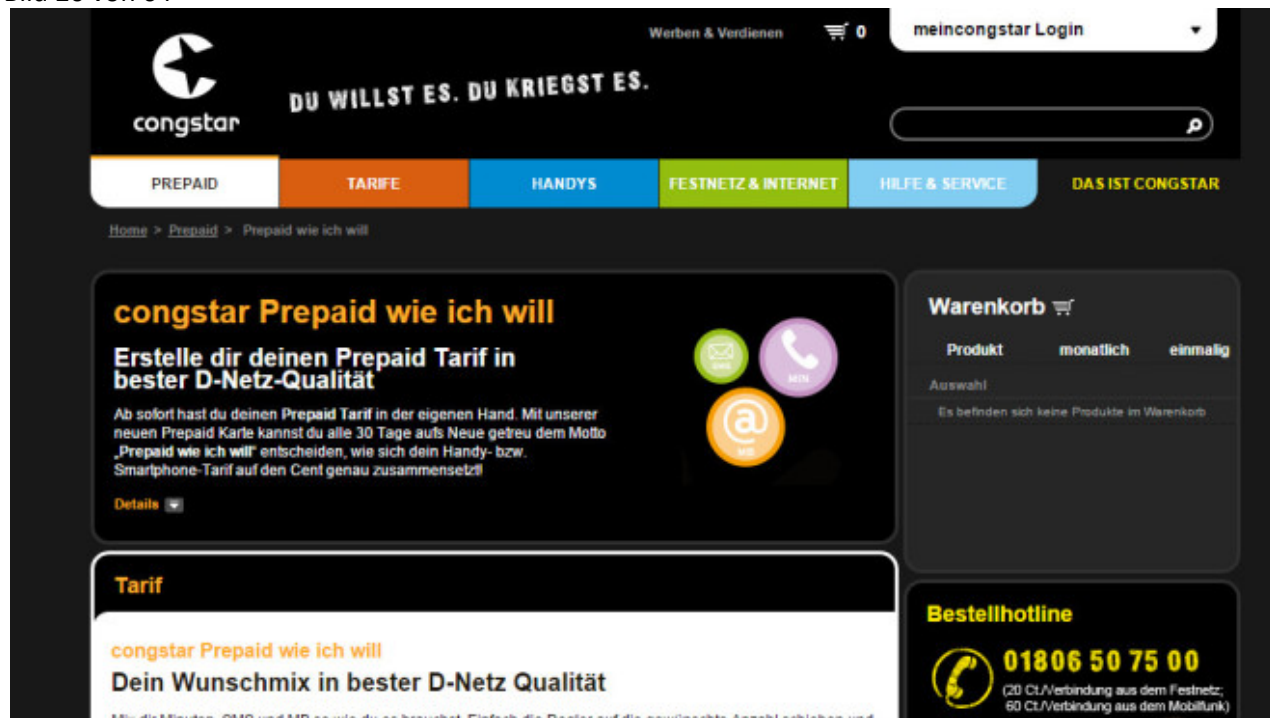 Werben & Verdienen
0
meincongstar Login
congstar
DU WILLST ES. DU KRIEGST ES.
PREPAID
TARIFE
HANDYS
FESTNETZ & INTERNET
HILFE & SERVICE
DAS IST CONGSTAR
Home > Prepaid > Prepaid wie ich will
congstar Prepaid wie ich will
Erstelle dir deinen Prepaid Tarif in
bester D-Netz-Qualität
Ab sofort hast du deinen Prepaid Tarif in der eigenen Hand. Mit unserer
neuen Prepaid Karte kannst du alle 30 Tage aufs Neue getreu dem Motto
„Prepaid wie ich will“ entscheiden, wie sich dein Handy- bzw.
Smartphone-Tarif auf den Cent genau zusammensetzt!
Details
SMS
MIN
@
MB
Warenkorb
Produkt monatlich einmalig
Auswahl
Es befinden sich keine Produkte im Warenkorb
Tarif
congstar Prepaid wie ich will
Dein Wunschmix in bester D-Netz Qualität
Bestellhotline
01806 50 75 00
(20 Ct./Verbindung aus dem Festnetz;
60 Ct./Verbindung aus dem Mobilfunk)